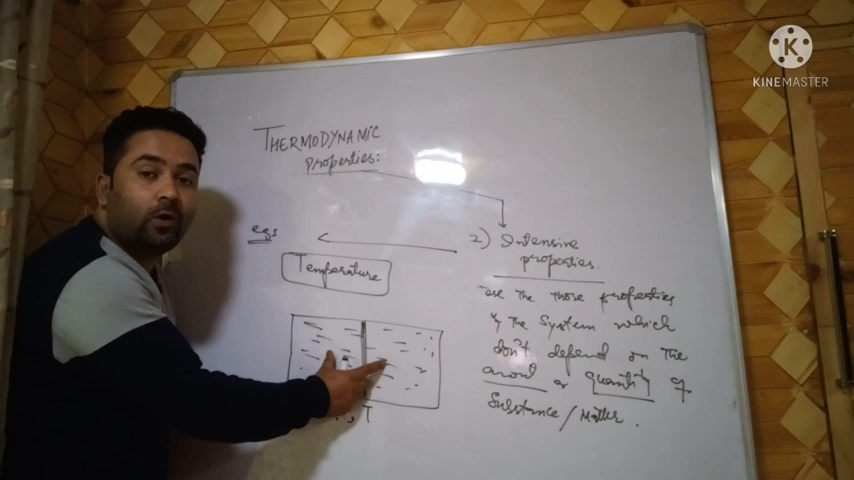 THERMODYNAMIC
properties:
egs
2) Intensive
properties.
Temperature
are the those properties
of the system which
don't depend on the
amount or quantity of
Substance/Matter.
T
K
KINEMASTER